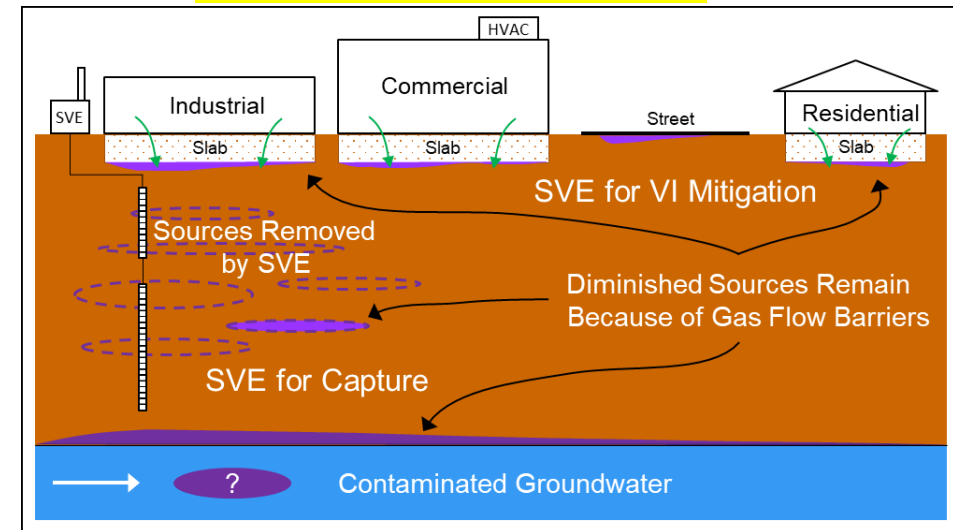 HVAC
Commercial
Industrial
SVE
Street
Residential
Slab
Slab
Slab
SVE for VI Mitigation
Sources Removed
by SVE
Diminished Sources Remain
Because of Gas Flow Barriers
SVE for Capture
?
Contaminated Groundwater